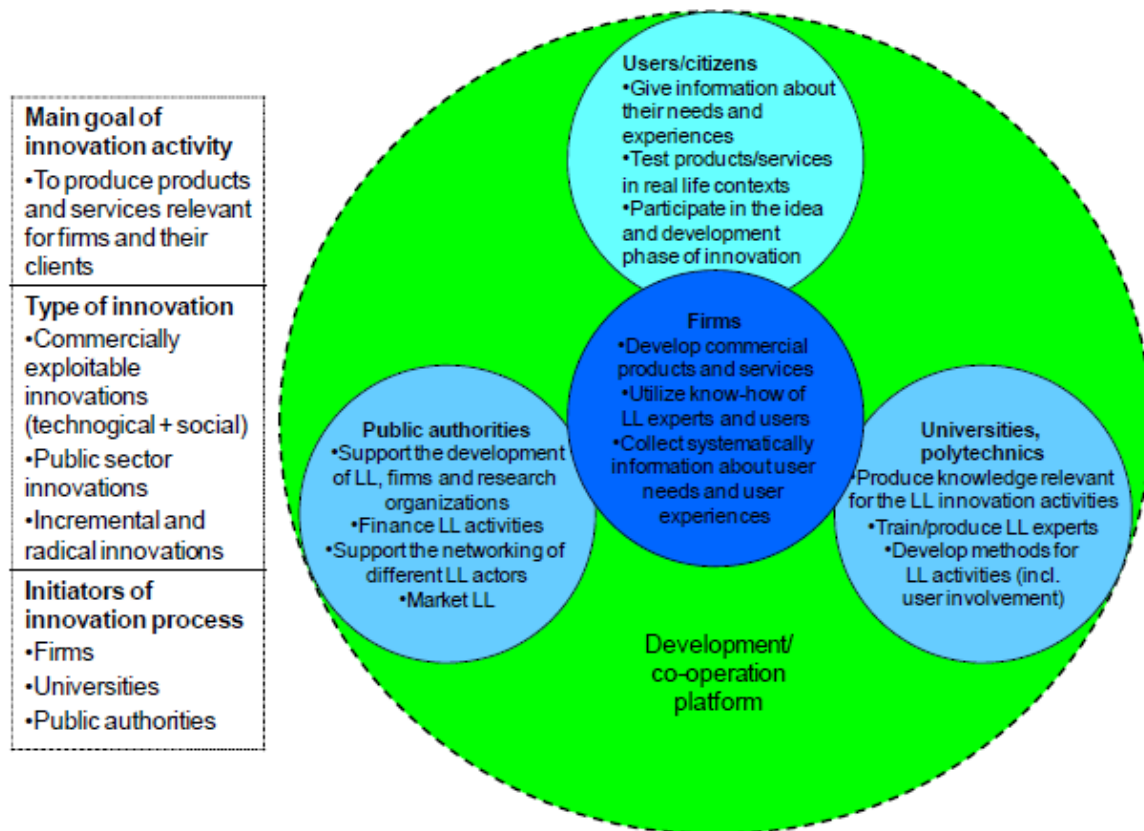 Main goal of
innovation activity
•To produce products
and services relevant
for firms and their
clients
Type of innovation
•Commercially
exploitable
innovations
(technogical + social)
•Public sector
innovations
•Incremental and
radical innovations
Initiators of
innovation process
•Firms
•Universities
•Public authorities
Users/citizens
•Give information about
their needs and
experiences
•Test products/services
in real life contexts
•Participate in the idea
and development
phase of innovation
Firms
•Develop commercial
products and services
•Utilize know-how of
LL experts and users
•Collect systematically
information about user
needs and user
experiences
Public authorities
•Support the development
of LL, firms and research
organizations
•Finance LL activities
•Support the networking of
different LL actors
•Market LL
Universities,
polytechnics
•Produce knowledge relevant
for the LL innovation activities
•Train/produce LL experts
•Develop methods for
LL activities (incl.
user involvement)
Development/
co-operation
platform